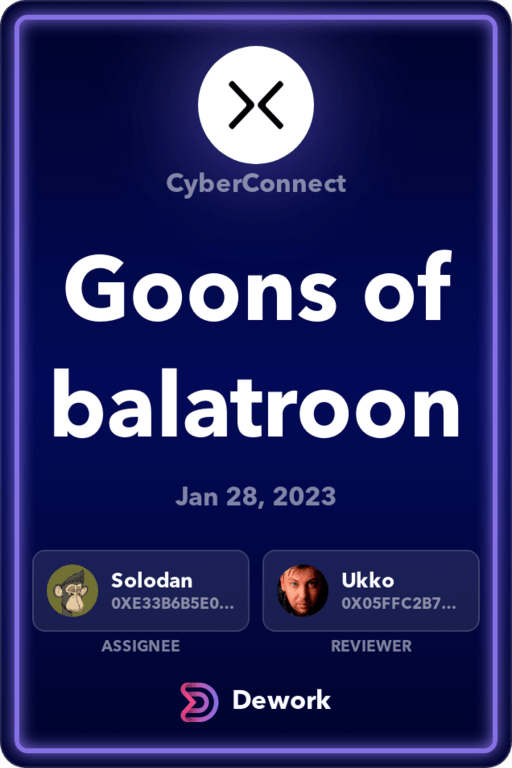 CyberConnect
Goons of
balatroon
Jan 28, 2023
Solodan
0XE33B6B5E0...
Ukko
0X05FFC2B7...
ASSIGNEE
REVIEWER
Dework